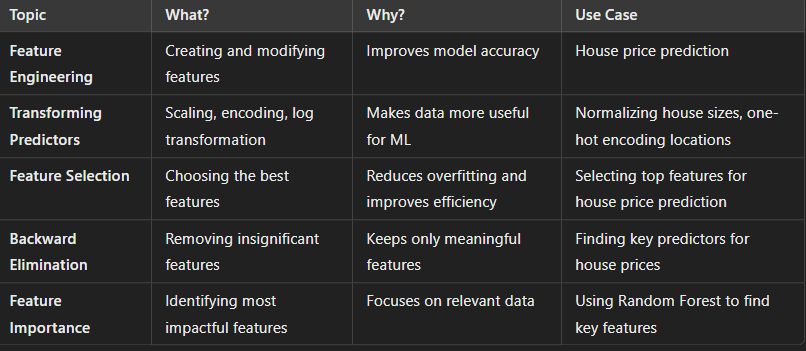 Topic What? Why? Use Case
Feature Creating and modifying Improves model accuracy House price prediction
Engineering features
Transforming Scaling, encoding, log Makes data more useful Normalizing house sizes, one-
Predictors transformation for ML hot encoding locations
Feature Selection Choosing the best Reduces overfitting and Selecting top features for
features improves efficiency house price prediction
Backward Removing insignificant Keeps only meaningful Finding key predictors for
Elimination features features house prices
Feature Identifying most Focuses on relevant data Using Random Forest to find
Importance impactful features key features